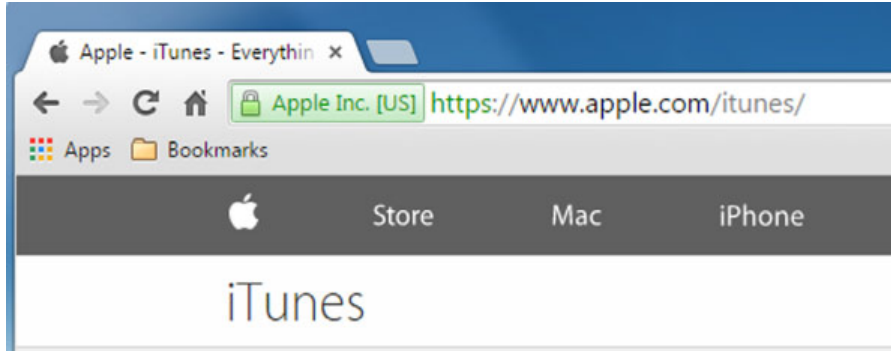 Apple - iTunes - Everythin
Apple Inc. [US] https://www.apple.com/itunes/
Apps Bookmarks
Store Mac iPhone
iTunes